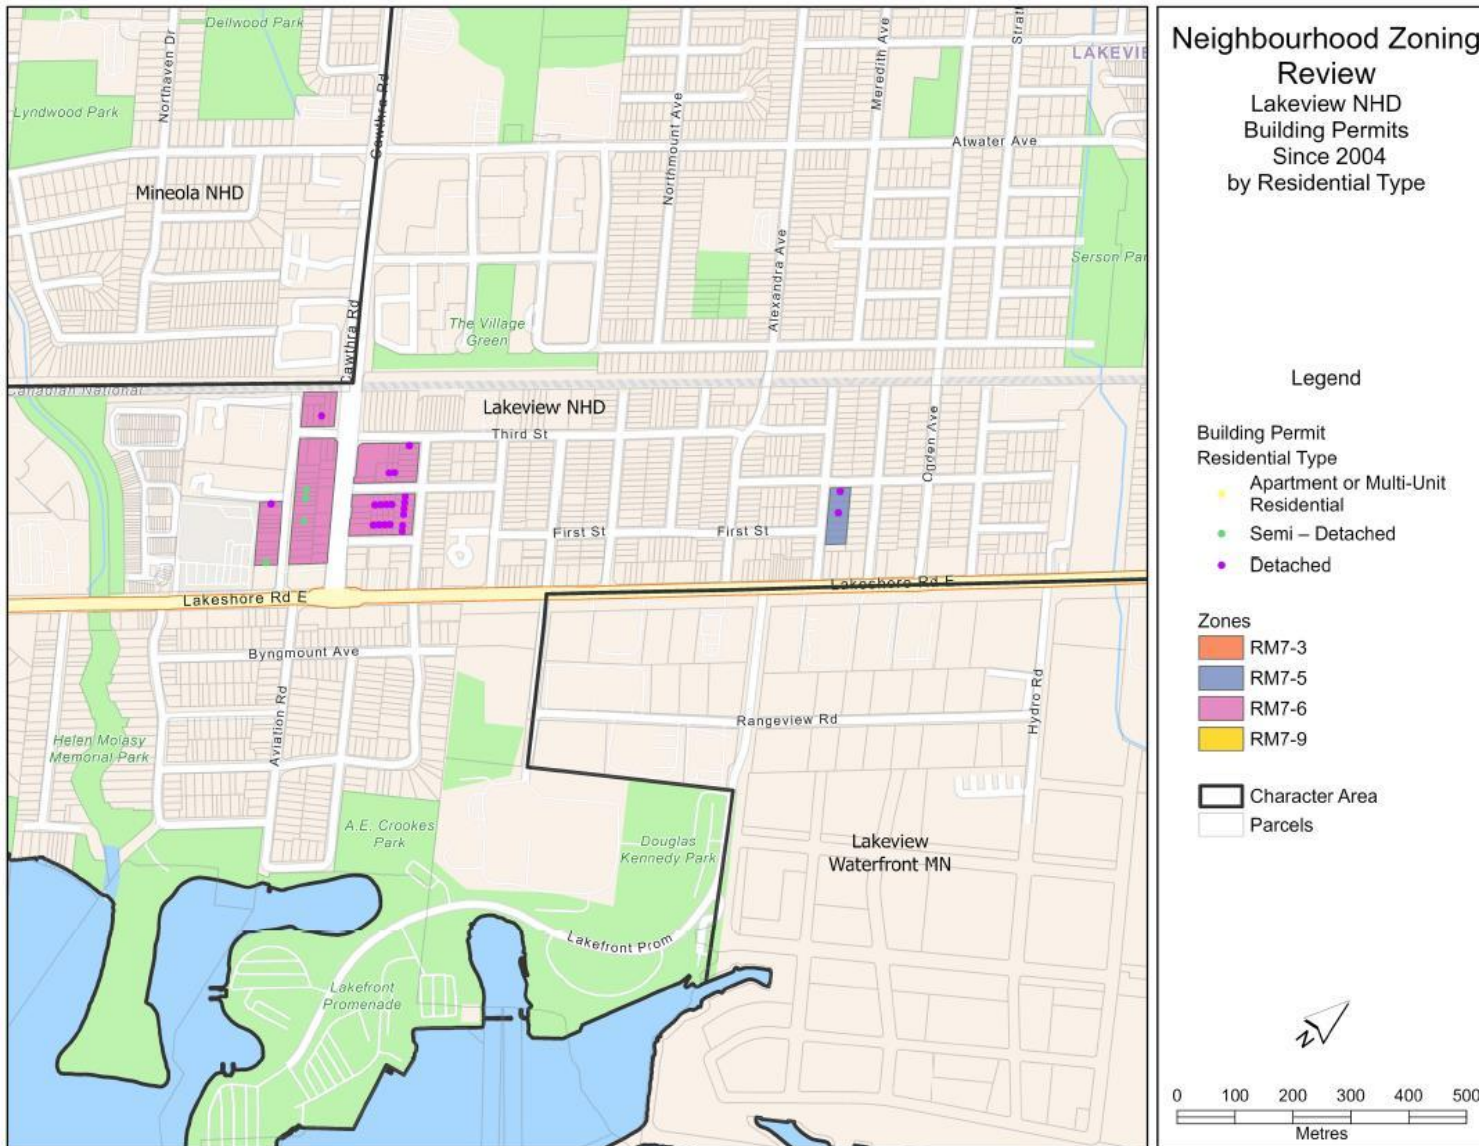 Dellwood Park
Northaven Dr
Lyndwood Park
Cawthra Rd
Mineola NHD
Cawthra Rd
Canadian National
Northmount Ave
Meredith Ave
Atwater Ave
Alexandra Ave
Serson Par
The Village
Green
Lakeview NHD
Third St
Ogden Ave
First St
First St
Lakeshore Rd E
Lakeshore Rd E
Byngmount Ave
Aviation Rd
Helen Molasy
Memorial Park
Rangeview Rd
Hydro Rd
A.E. Crookes
Park
Douglas
Kennedy Park
Lakeview
Waterfront MN
Lakefront Prom
Lakefront
Promenade
LAKEVIE
Strat
Neighbourhood Zoning
Review
Lakeview NHD
Building Permits
Since 2004
by Residential Type
Legend
Building Permit
Residential Type
Apartment or Multi-Unit
Residential
Semi – Detached
Detached
Zones
RM7-3
RM7-5
RM7-6
RM7-9
Character Area
Parcels
N
0 100 200 300 400 500
Metres